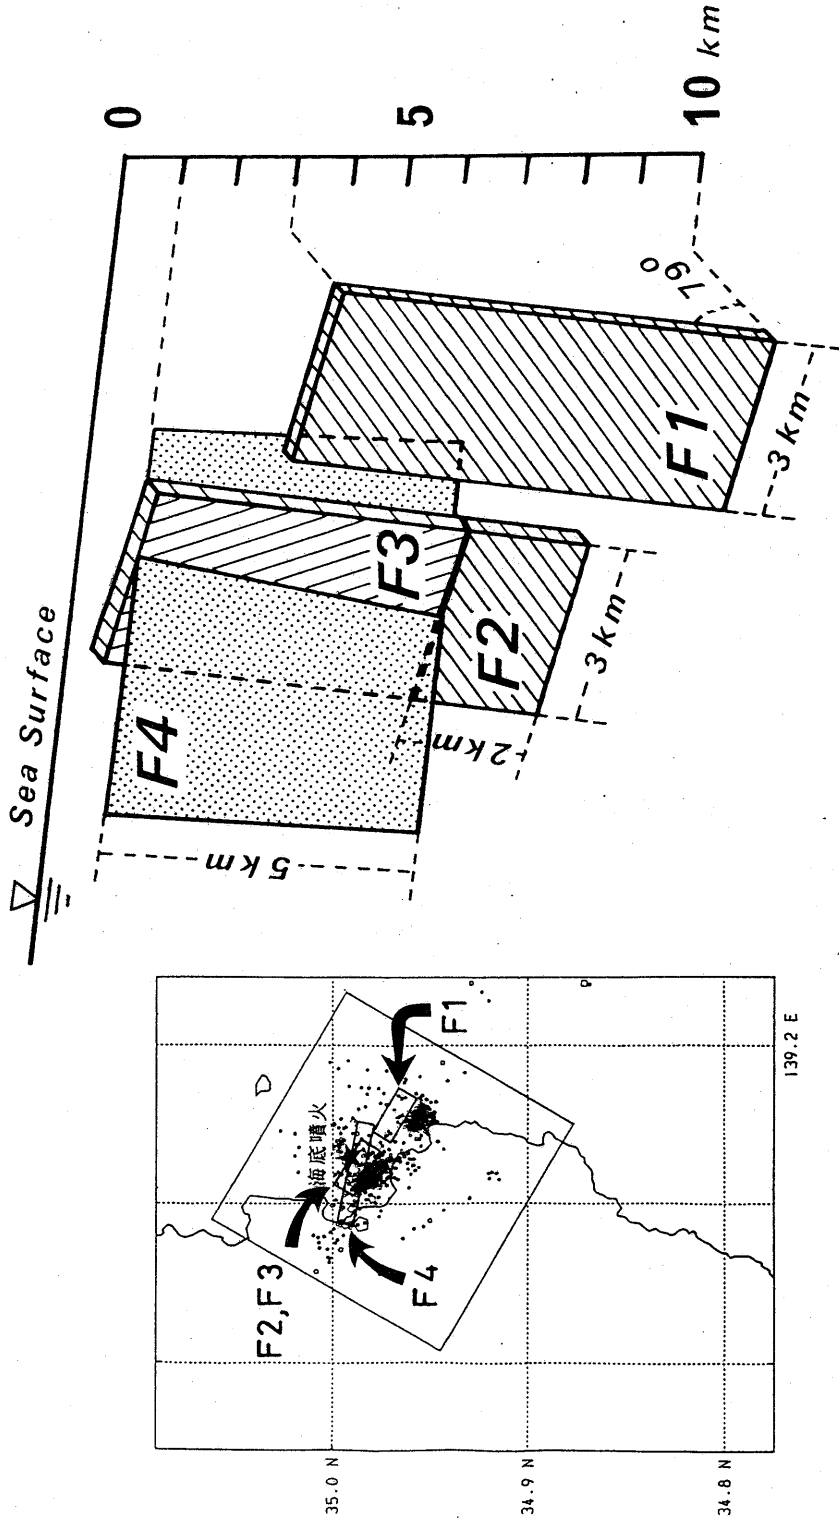 Sea Surface
0
5
10 km
F4
F3
F2
F1
79°
5 km
2 km
3 km
3 km
海底噴火
F2,F3
F4
F1
35.0 N
34.9 N
34.8 N
139.2 E